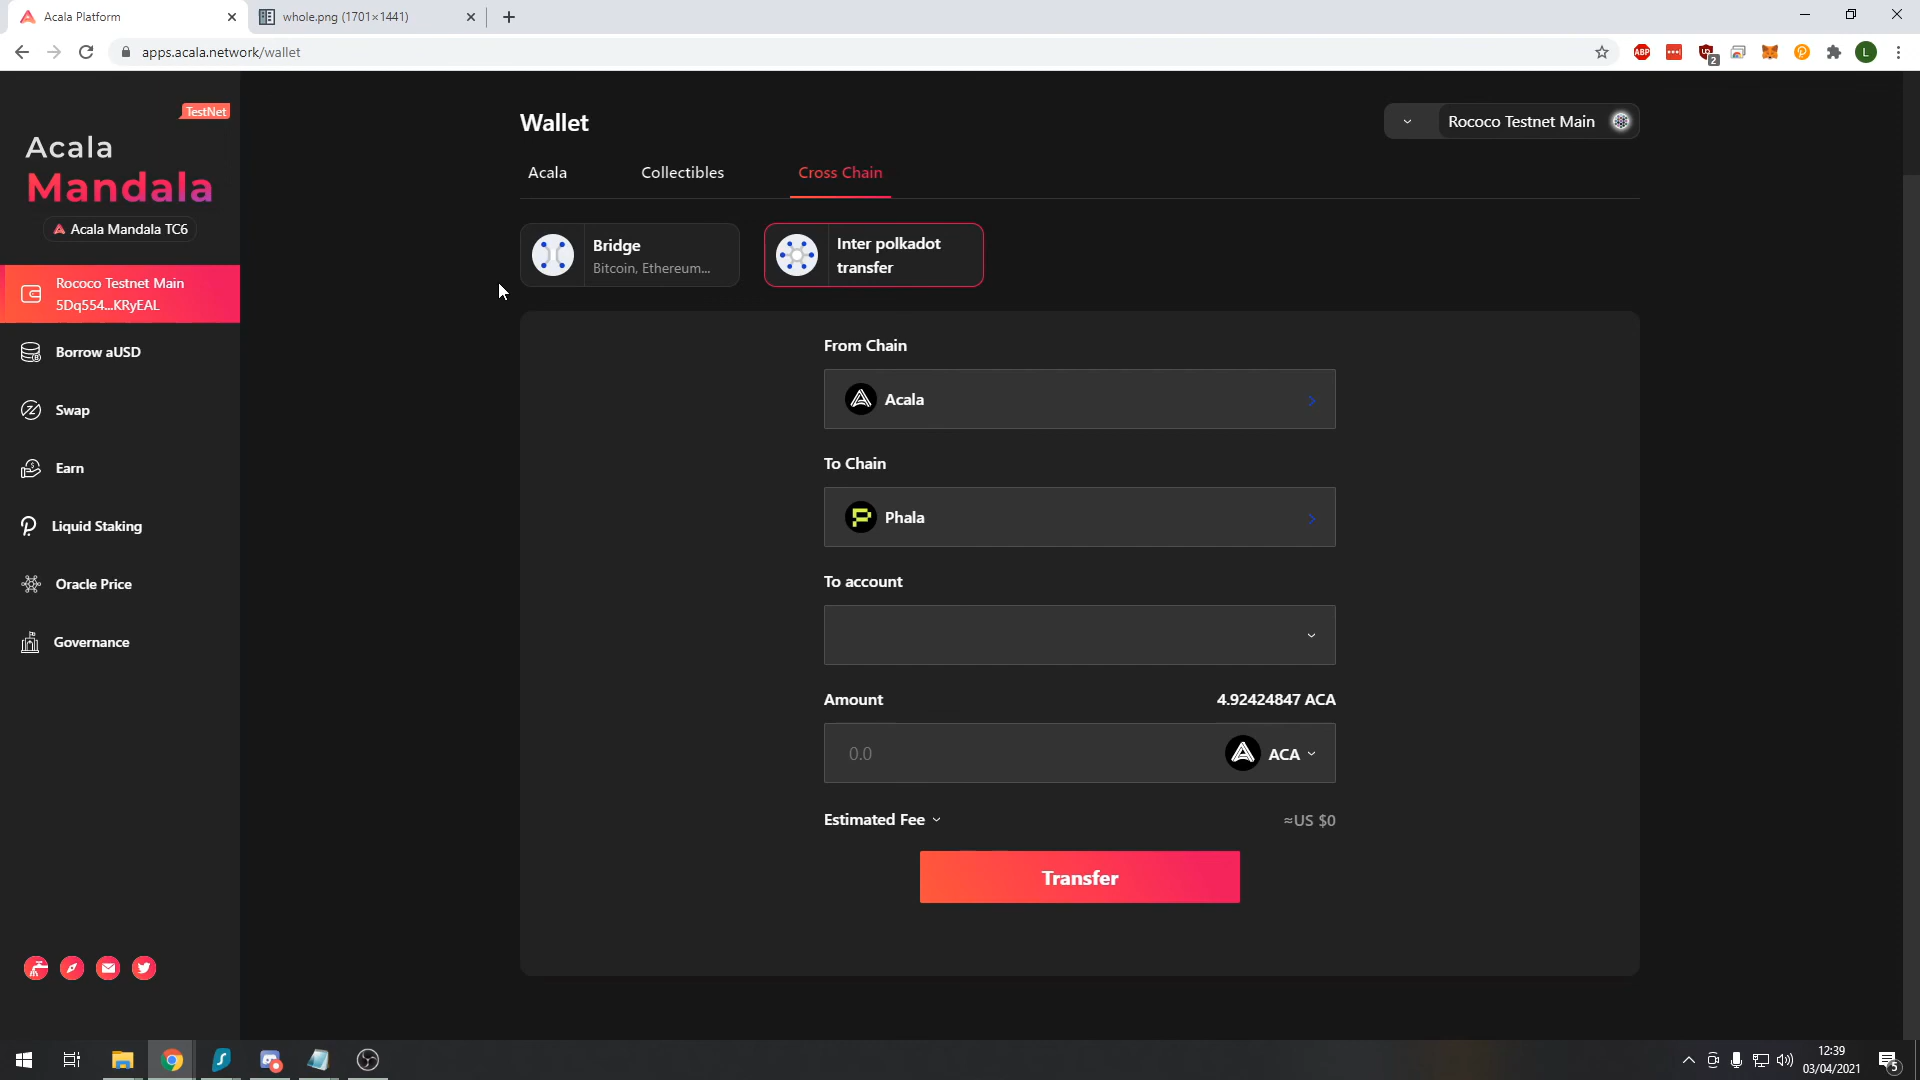 Acala Platform
whole.png (1701×1441)
apps.acala.network/wallet
ABP
2
L
TestNet
Acala
Mandala
Acala Mandala TC6
Rococo Testnet Main
5Dq554...KRyEAL
Borrow aUSD
Swap
Earn
Liquid Staking
Oracle Price
Governance
Wallet
Rococo Testnet Main
Acala
Collectibles
Cross Chain
Bridge
Bitcoin, Ethereum...
Inter polkadot
transfer
From Chain
Acala
To Chain
Phala
To account
Amount
4.92424847 ACA
0.0
ACA
Estimated Fee
≈US $0
Transfer
12:39
03/04/2021
5